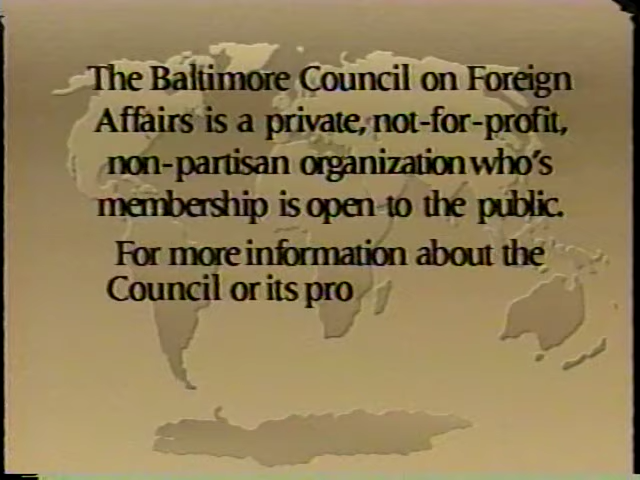 The Baltimore Council on Foreign
Affairs is a private, not-for-profit,
non-partisan organization who's
membership is open to the public.
For more information about the
Council or its pro